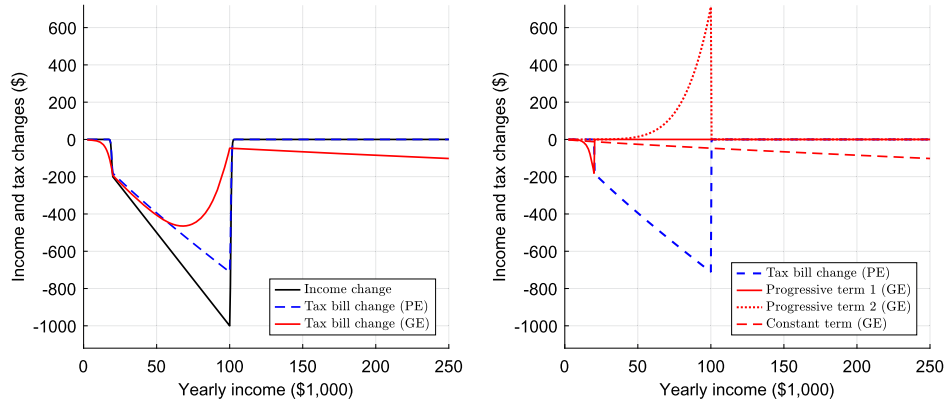 Income and tax changes ($)
600
400
200
0
-200
-400
-600
-800
-1000
0 50 100 150 200 250
Yearly income ($1,000)
Income change
Tax bill change (PE)
Tax bill change (GE)
Income and tax changes ($)
600
400
200
0
-200
-400
-600
-800
-1000
0 50 100 150 200 250
Yearly income ($1,000)
Tax bill change (PE)
Progressive term 1 (GE)
Progressive term 2 (GE)
Constant term (GE)